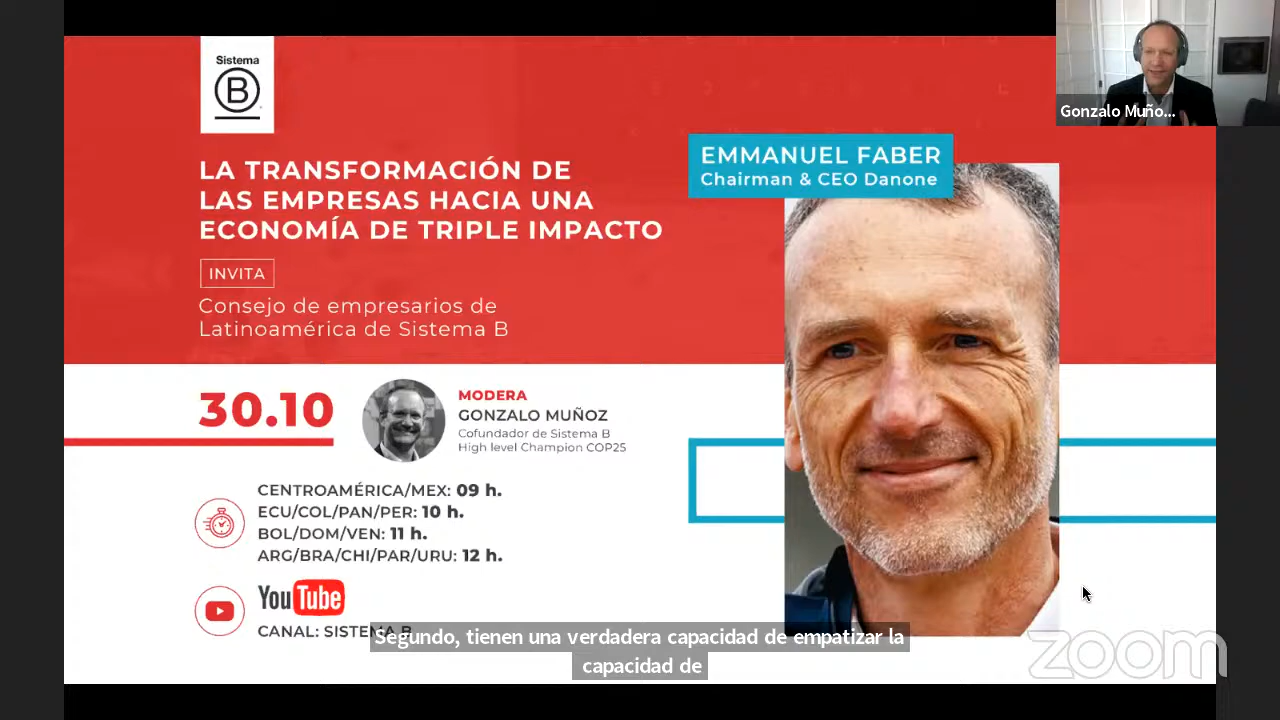 Sistema
B
LA TRANSFORMACIÓN DE
LAS EMPRESAS HACIA UNA
ECONOMÍA DE TRIPLE IMPACTO
INVITA
Consejo de empresarios de
Latinoamérica de Sistema B
EMMANUEL FABER
Chairman & CEO Danone
Gonzalo Muño...
30.10
MODERA
GONZALO MUÑOZ
Cofundador de Sistema B
High level Champion COP25
CENTROAMÉRICA/MEX: 09 h.
ECU/COL/PAN/PER: 10 h.
BOL/DOM/VEN: 11 h.
ARG/BRA/CHI/PAR/URU: 12 h.
YouTube
CANAL: SISTEMA B
Segundo, tienen una verdadera capacidad de empatizar la
capacidad de
zoom